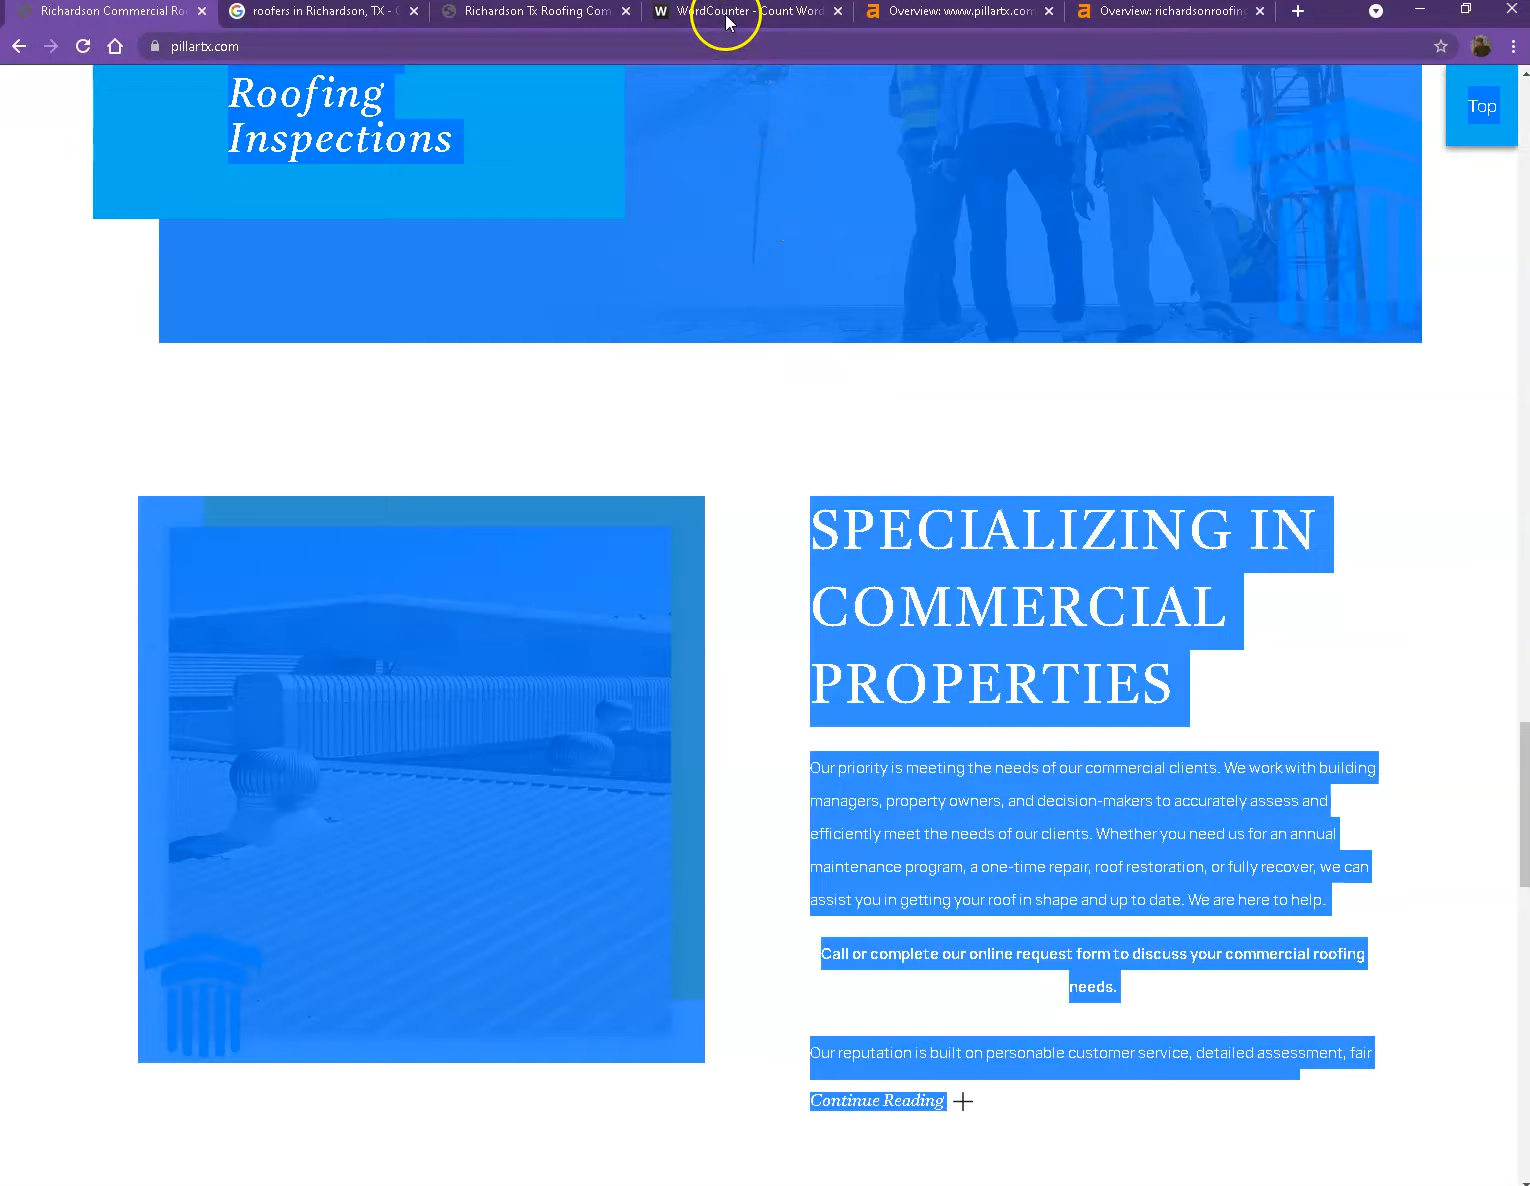 Richardson Commercial Ro
roofers in Richardson, TX - G
Richardson Tx Roofing Com
WordCounter - Count Word
Overview: www.pillartx.com
Overview: richardsonroofin
pillartx.com
Roofing
Inspections
Top
SPECIALIZING IN
COMMERCIAL
PROPERTIES
Our priority is meeting the needs of our commercial clients. We work with building
managers, property owners, and decision-makers to accurately assess and
efficiently meet the needs of our clients. Whether you need us for an annual
maintenance program, a one-time repair, roof restoration, or fully recover, we can
assist you in getting your roof in shape and up to date. We are here to help.
Call or complete our online request form to discuss your commercial roofing
needs.
Our reputation is built on personable customer service, detailed assessment, fair
Continue Reading